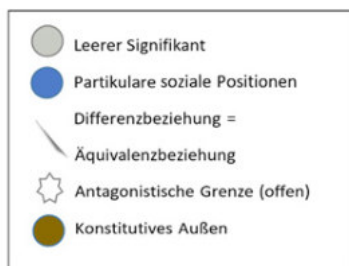 Leerer Signifikant
Partikulare soziale Positionen
Differenzbeziehung =
Äquivalenzbeziehung
Antagonistische Grenze (offen)
Konstitutives Außen